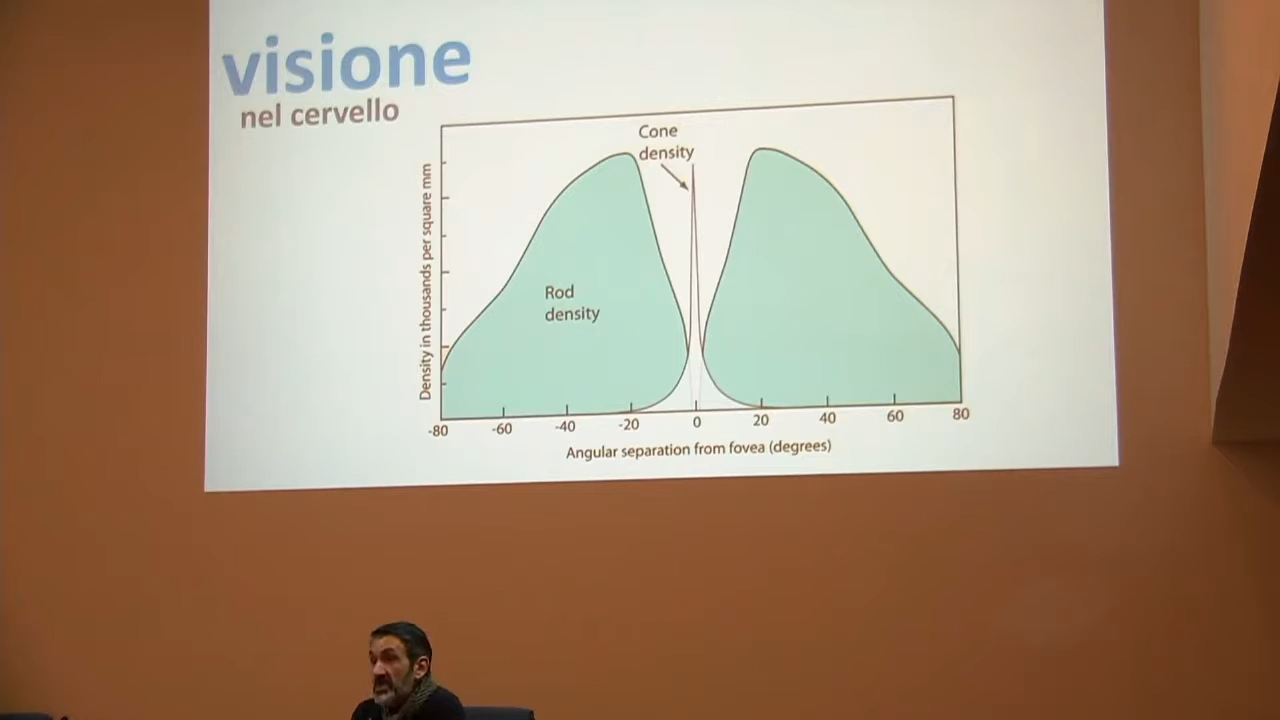 visione
nel cervello
Cone
density
Rod
density
Density in thousands per square mm
-80 -60 -40 -20 0 20 40 60 80
Angular separation from fovea (degrees)